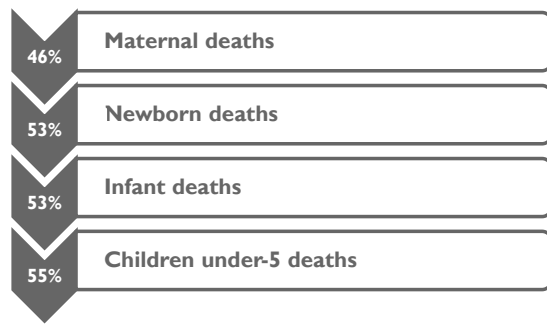 46% Maternal deaths
53% Newborn deaths
53% Infant deaths
55% Children under-5 deaths